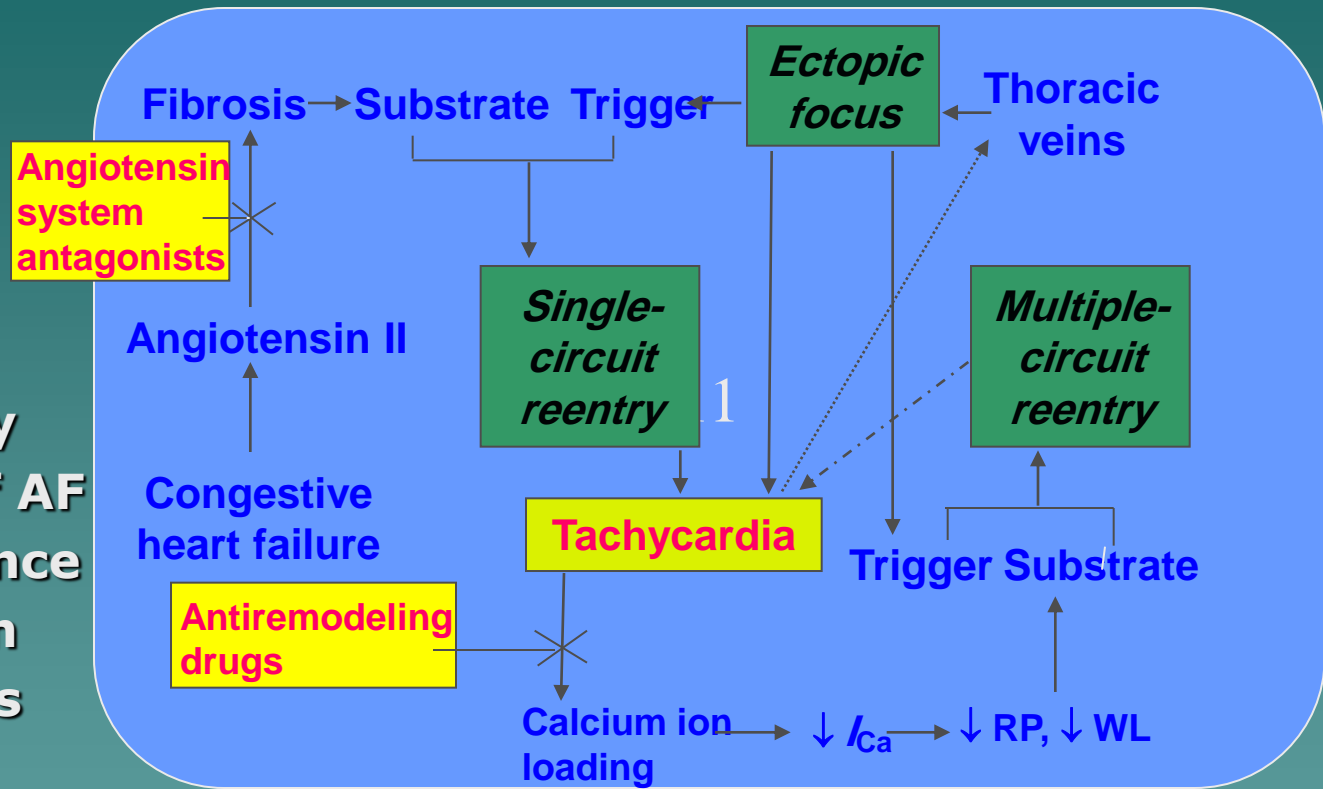 Ectopic
focus
Thoracic
veins
Fibrosis
Substrate
Trigger
Angiotensin
system
antagonists
Single-
circuit
reentry
Multiple-
circuit
reentry
Angiotensin II
1
AF
Congestive
heart failure
Tachycardia
Trigger Substrate
Antiremodeling
drugs
Calcium ion
loading
↓ ICa
↓ RP, ↓ WL